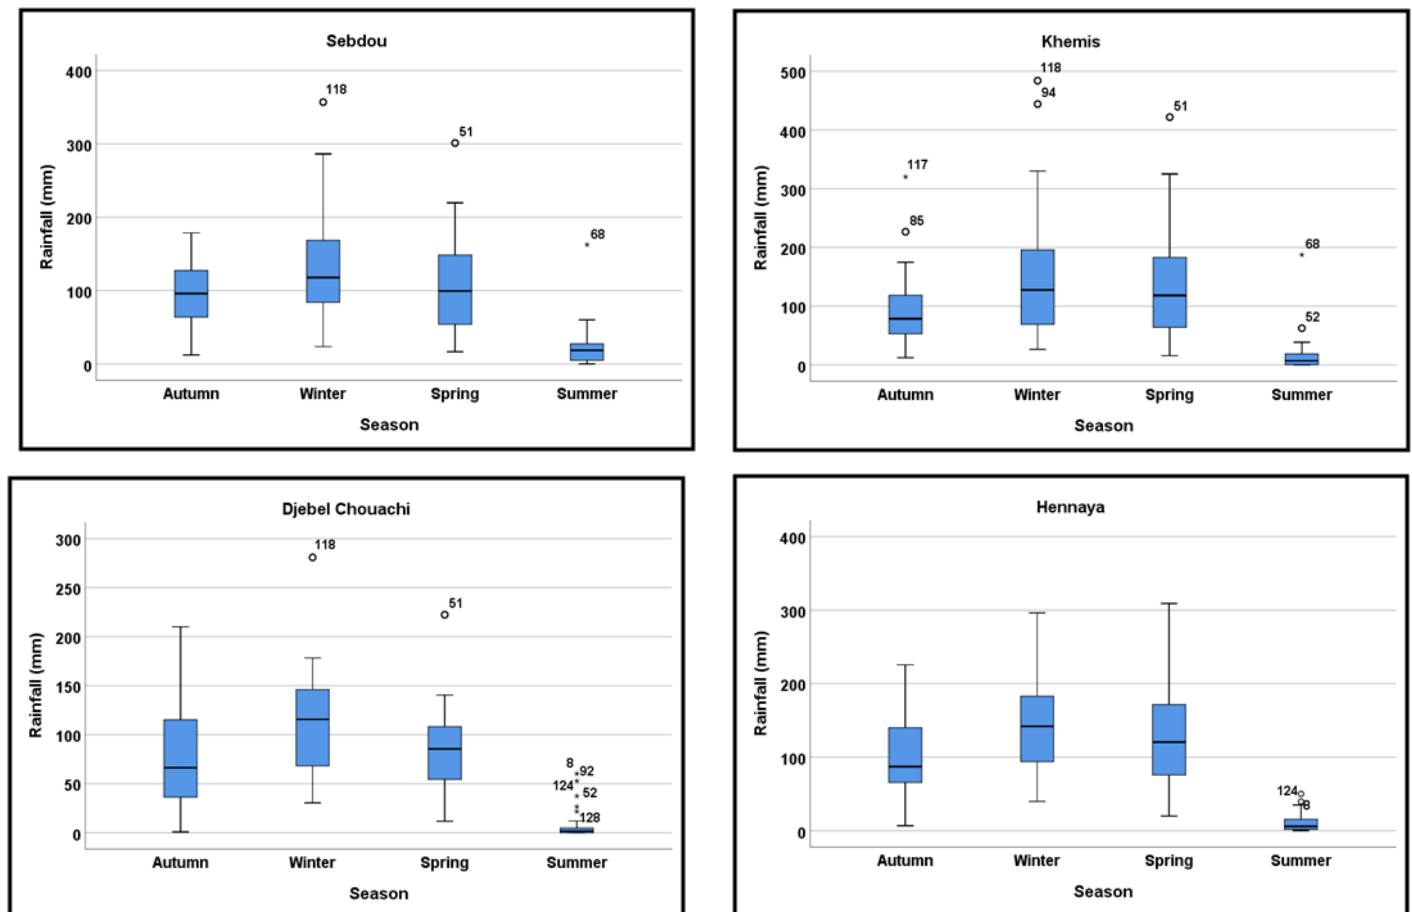 Sebdou
Rainfall (mm)
400
300
200
100
0
118
51
68
Autumn Winter Spring Summer
Season
Khemis
Rainfall (mm)
500
400
300
200
100
0
118
94
51
117
85
68
52
Autumn Winter Spring Summer
Season
Djebel Chouachi
Rainfall (mm)
300
250
200
150
100
50
0
118
51
8 92
124 52
128
Autumn Winter Spring Summer
Season
Hennaya
Rainfall (mm)
400
300
200
100
0
124
8
Autumn Winter Spring Summer
Season